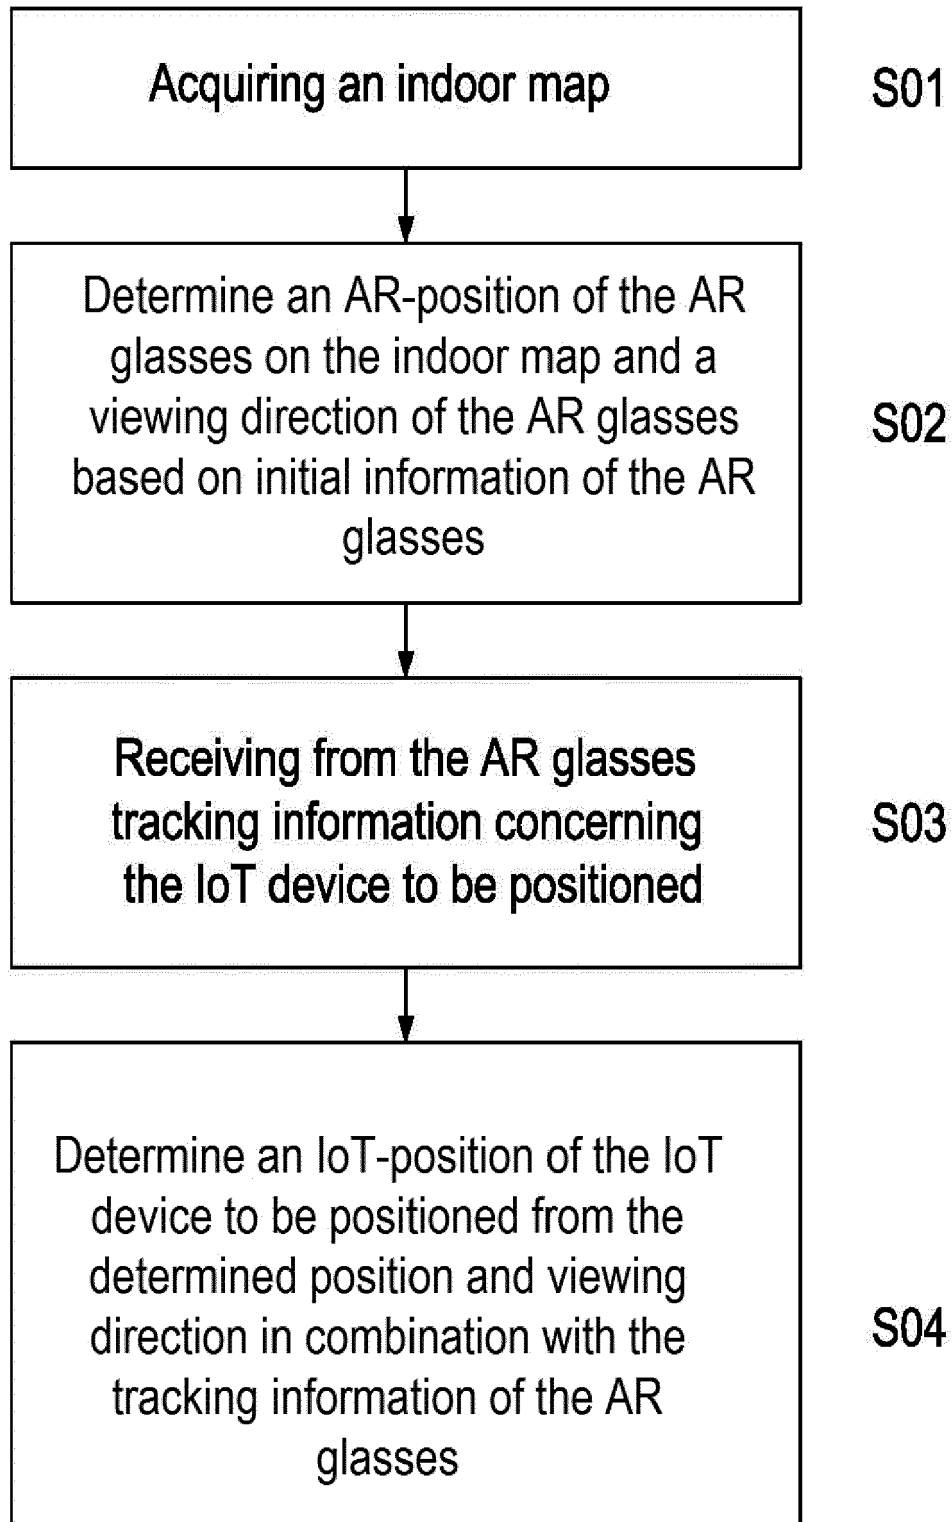 Acquiring an indoor map
S01
Determine an AR-position of the AR
glasses on the indoor map and a
viewing direction of the AR glasses
based on initial information of the AR
glasses
S02
Receiving from the AR glasses
tracking information concerning
the IoT device to be positioned
S03
Determine an IoT-position of the IoT
device to be positioned from the
determined position and viewing
direction in combination with the
tracking information of the AR
glasses
S04